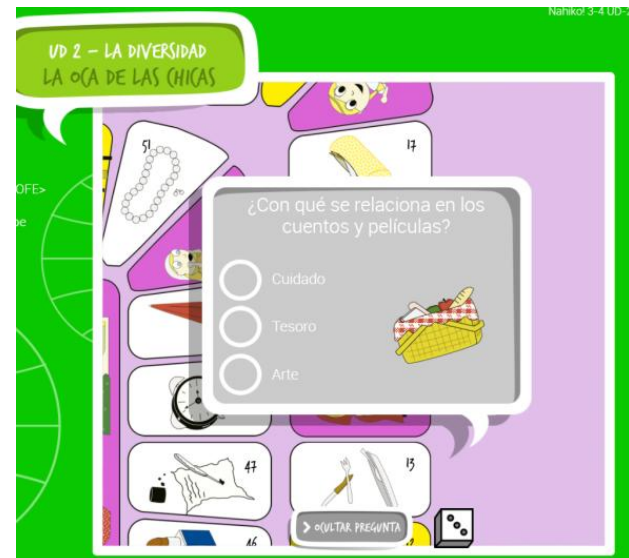 Nahiko! 3-4 UD-2
UD 2 – LA DIVERSIDAD
LA OCA DE LAS CHICAS
51
17
OFE>
¿Con qué se relaciona en los
cuentos y películas?
Cuidado
Tesoro
Arte
47
13
> OCULTAR PREGUNTA
46